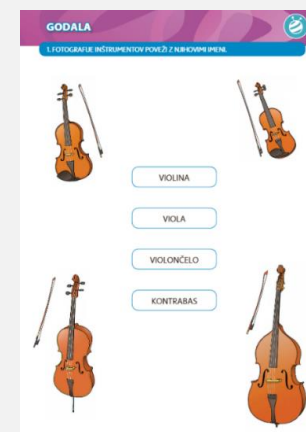 GODALA
1. FOTOGRAFIJE INŠTRUMENTOV POVEŽI Z NJIHOVIMI IMENI.
VIOLINA
VIOLA
VIOLONČELO
KONTRABAS